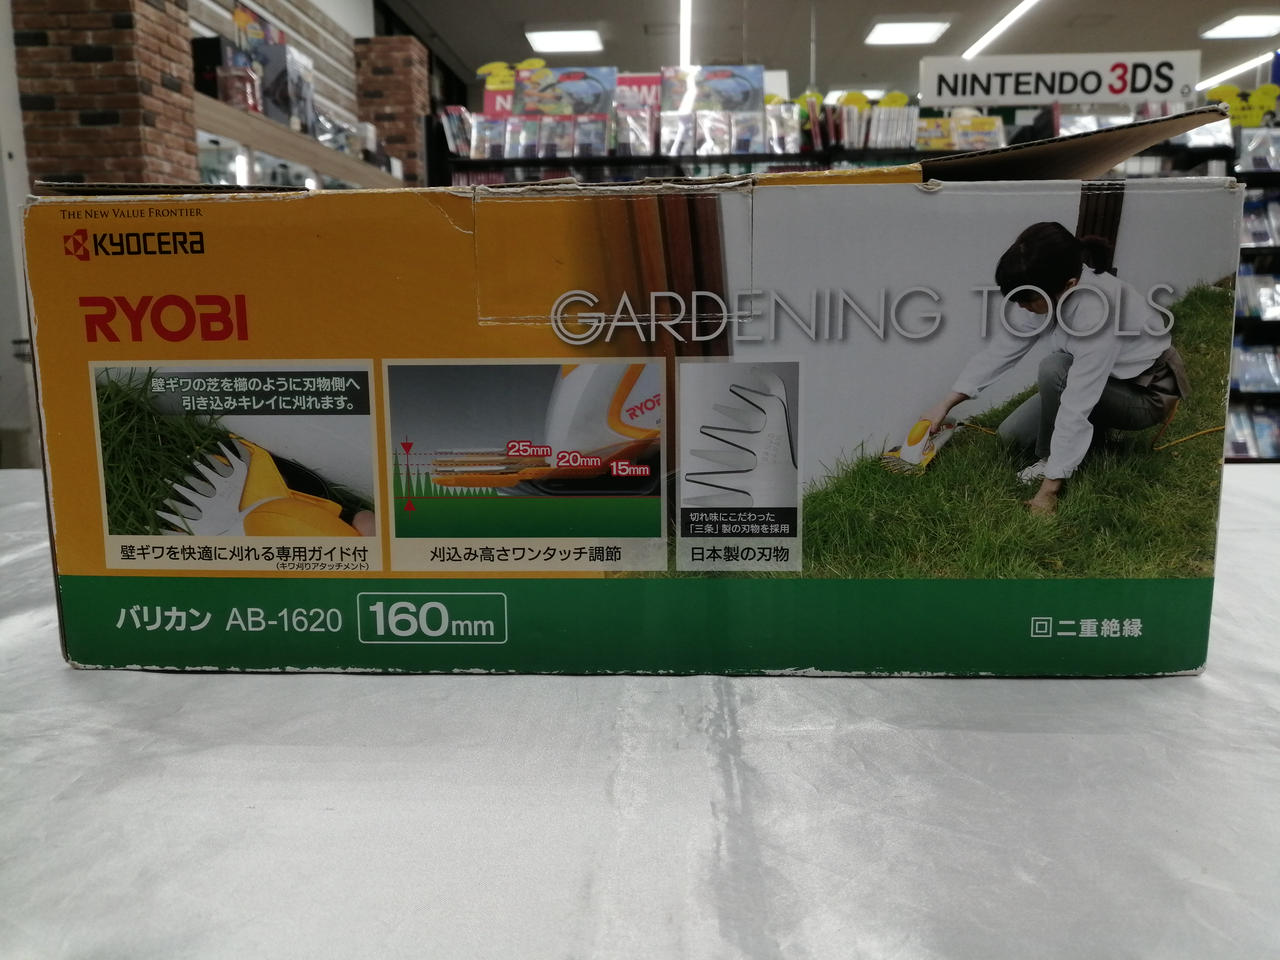 NINTENDO 3DS
THE NEW VALUE FRONTIER
KYOCERA
RYOBI
GARDENING TOOLS
壁ギワの芝を櫛のように刃物側へ
引き込みキレイに刈れます。
25mm
20mm
15mm
切れ味にこだわった
「三条」製の刃物を採用
壁ギワを快適に刈れる専用ガイド付
(キワ刈りアタッチメント)
刈込み高さワンタッチ調節
日本製の刃物
バリカン AB-1620 160mm
二重絶縁